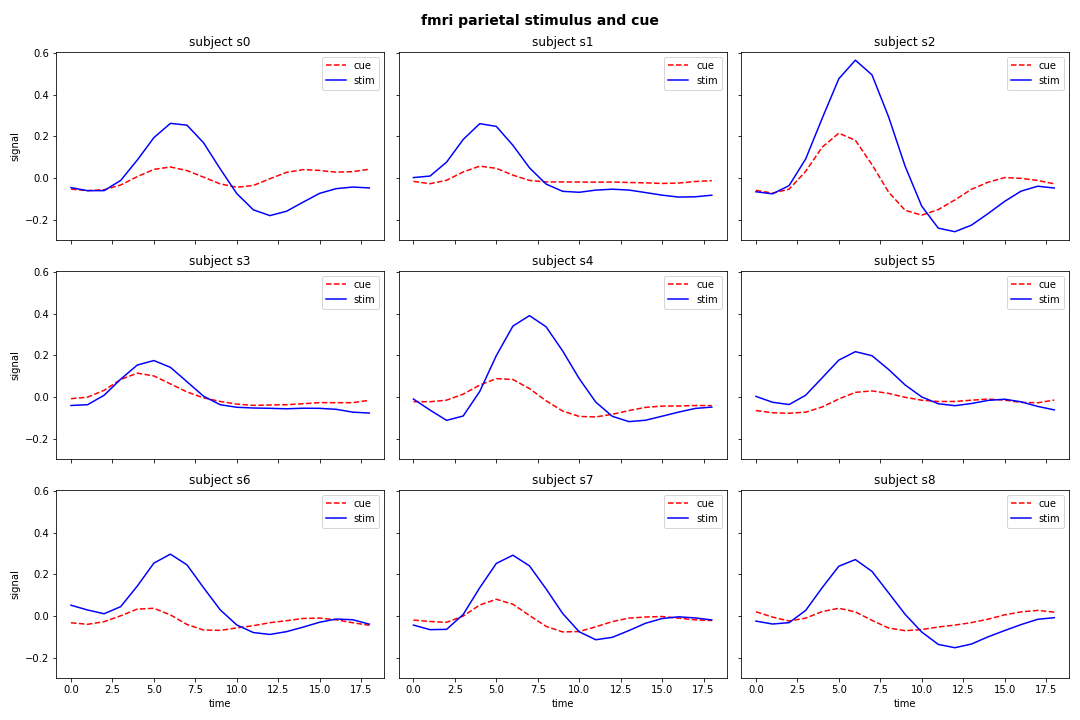 fmri parietal stimulus and cue
subject s0
subject s1
subject s2
cue
stim
cue
stim
cue
stim
signal
0.6
0.4
0.2
0.0
−0.2
subject s3
subject s4
subject s5
cue
stim
cue
stim
cue
stim
signal
0.6
0.4
0.2
0.0
−0.2
subject s6
subject s7
subject s8
cue
stim
cue
stim
cue
stim
signal
0.6
0.4
0.2
0.0
−0.2
0.0 2.5 5.0 7.5 10.0 12.5 15.0 17.5
0.0 2.5 5.0 7.5 10.0 12.5 15.0 17.5
0.0 2.5 5.0 7.5 10.0 12.5 15.0 17.5
time
time
time